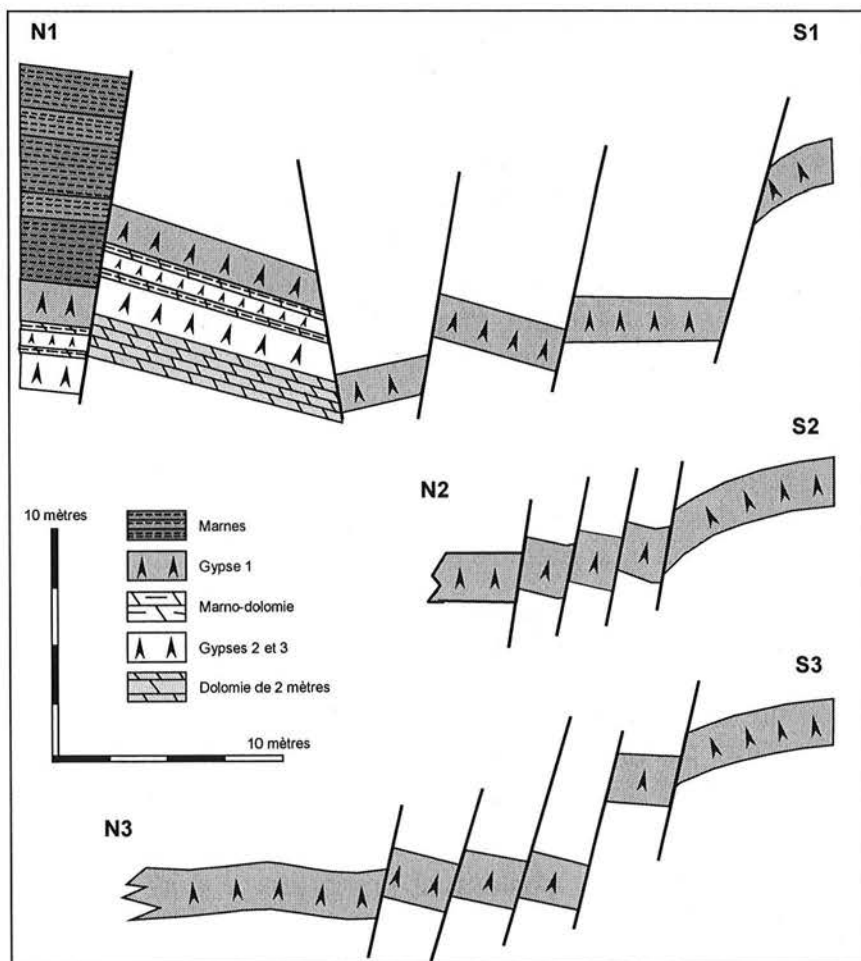 N1
S1
S2
N2
10 mètres
Marnes
Gypse 1
Marno-dolomie
Gypses 2 et 3
Dolomie de 2 mètres
10 mètres
S3
N3